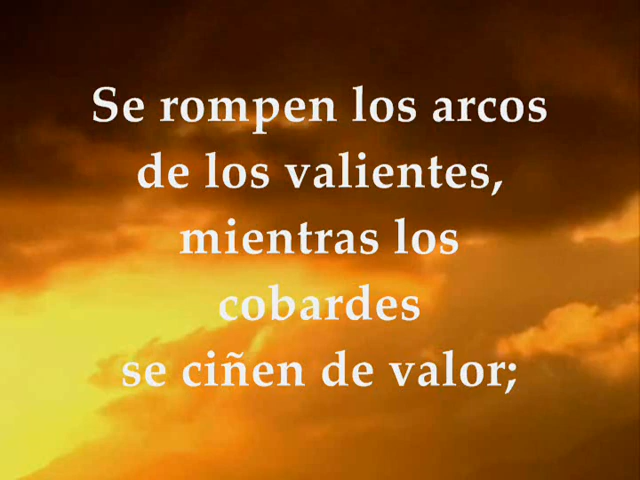 Se rompen los arcos
de los valientes,
mientras los
cobardes
se ciñen de valor;